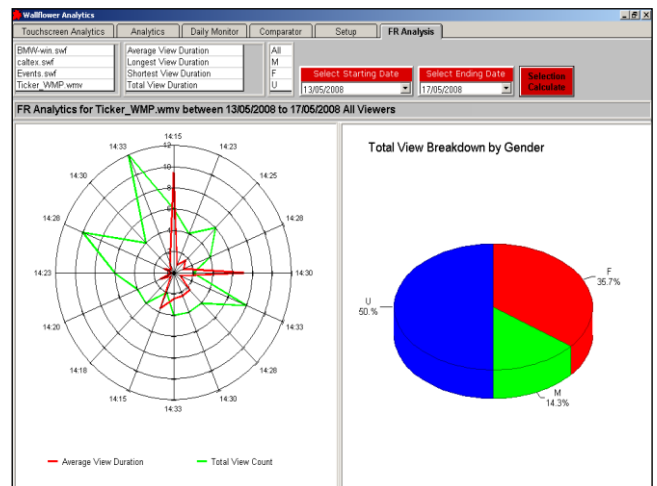 Wallflower Analytics
Touchscreen Analytics Analytics Daily Monitor Comparator Setup FR Analysis
BMW-win.swf
caltex.swf
Events.swf
Ticker_WMP.wmv
Average View Duration
Longest View Duration
Shortest View Duration
Total View Duration
All
M
F
U
Select Starting Date
13/05/2008
Select Ending Date
17/05/2008
Selection
Calculate
FR Analytics for Ticker_WMP.wmv between 13/05/2008 to 17/05/2008 All Viewers
14:15
14:23
14:25
14:28
14:30
14:33
14:28
14:30
14:33
14:15
14:18
14:20
14:23
14:28
14:30
14:33
12
10
8
6
4
2
Average View Duration
Total View Count
Total View Breakdown by Gender
F
35.7%
M
14.3%
U
50.%